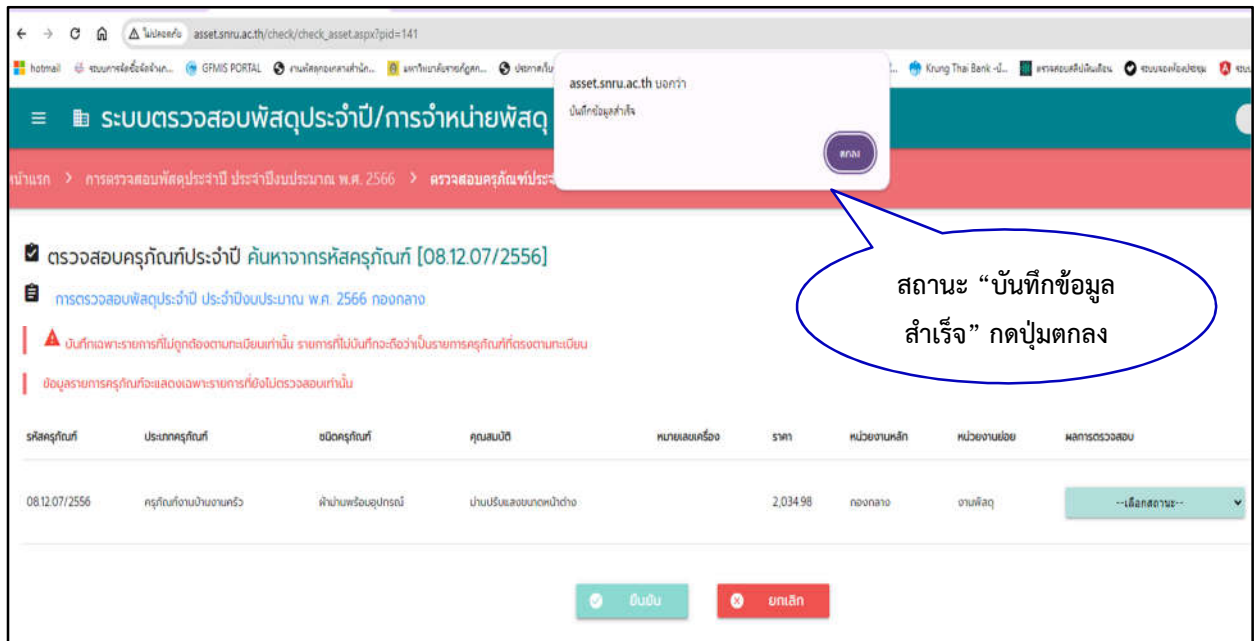 ไม่ปลอดภัย asset.snru.ac.th/check/check_asset.aspx?pid=141
hotmail GFMIS PORTAL Krung Thai Bank
asset.snru.ac.th บอกว่า
บันทึกข้อมูลสำเร็จ
ตกลง
ระบบตรวจสอบพัสดุประจำปี/การจำหน่ายพัสดุ
หน้าแรก > การตรวจสอบพัสดุประจำปี ประจำปีงบประมาณ พ.ศ. 2566 > ตรวจสอบครุภัณฑ์
ตรวจสอบครุภัณฑ์ประจำปี ค้นหาจากรหัสครุภัณฑ์ [08.12.07/2556]
การตรวจสอบพัสดุประจำปี ประจำปีงบประมาณ พ.ศ. 2566 กองกลาง
สถานะ “บันทึกข้อมูล
สำเร็จ” กดปุ่มตกลง
บันทึกเฉพาะรายการที่ไม่ถูกต้องตามทะเบียนเท่านั้น รายการที่ไม่บันทึกจะถือว่าเป็นรายการครุภัณฑ์ที่ตรงตามทะเบียน
ข้อมูลรายการครุภัณฑ์จะแสดงเฉพาะรายการที่ยังไม่ตรวจสอบเท่านั้น
รหัสครุภัณฑ์ ประเภทครุภัณฑ์ ชนิดครุภัณฑ์ คุณสมบัติ หมายเลขเครื่อง ราคา หน่วยงานหลัก หน่วยงานย่อย ผลการตรวจสอบ
08.12.07/2556 ครุภัณฑ์งานบ้านงานครัว ผ้าม่านพร้อมอุปกรณ์ ม่านปรับแสงขนาดหน้าต่าง 2,034.98 กองกลาง งานพัสดุ --เลือกสถานะ--
ยืนยัน ยกเลิก